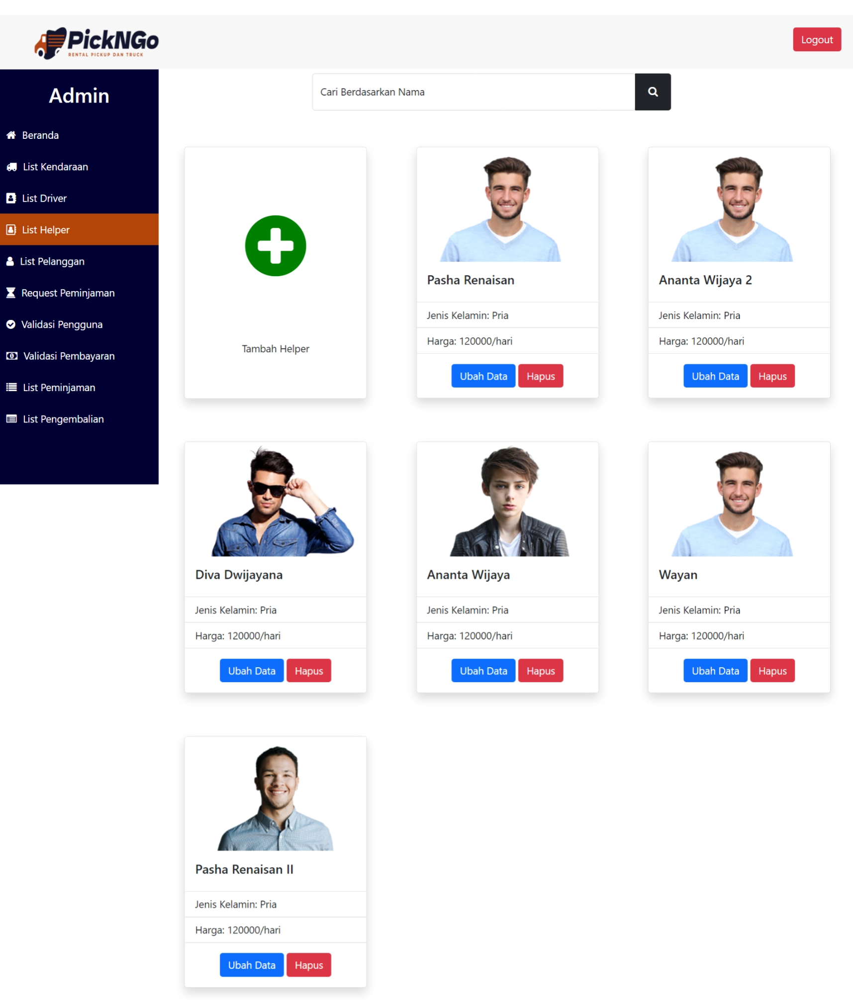 PickNGo
RENTAL PICKUP DAN TRUCK
Logout
Admin
Beranda
List Kendaraan
List Driver
List Helper
List Pelanggan
Request Peminjaman
Validasi Pengguna
Validasi Pembayaran
List Peminjaman
List Pengembalian
Cari Berdasarkan Nama
Tambah Helper
Pasha Renaisan
Jenis Kelamin: Pria
Harga: 120000/hari
Ubah Data Hapus
Ananta Wijaya 2
Jenis Kelamin: Pria
Harga: 120000/hari
Ubah Data Hapus
Diva Dwijayana
Jenis Kelamin: Pria
Harga: 120000/hari
Ubah Data Hapus
Ananta Wijaya
Jenis Kelamin: Pria
Harga: 120000/hari
Ubah Data Hapus
Wayan
Jenis Kelamin: Pria
Harga: 120000/hari
Ubah Data Hapus
Pasha Renaisan II
Jenis Kelamin: Pria
Harga: 120000/hari
Ubah Data Hapus